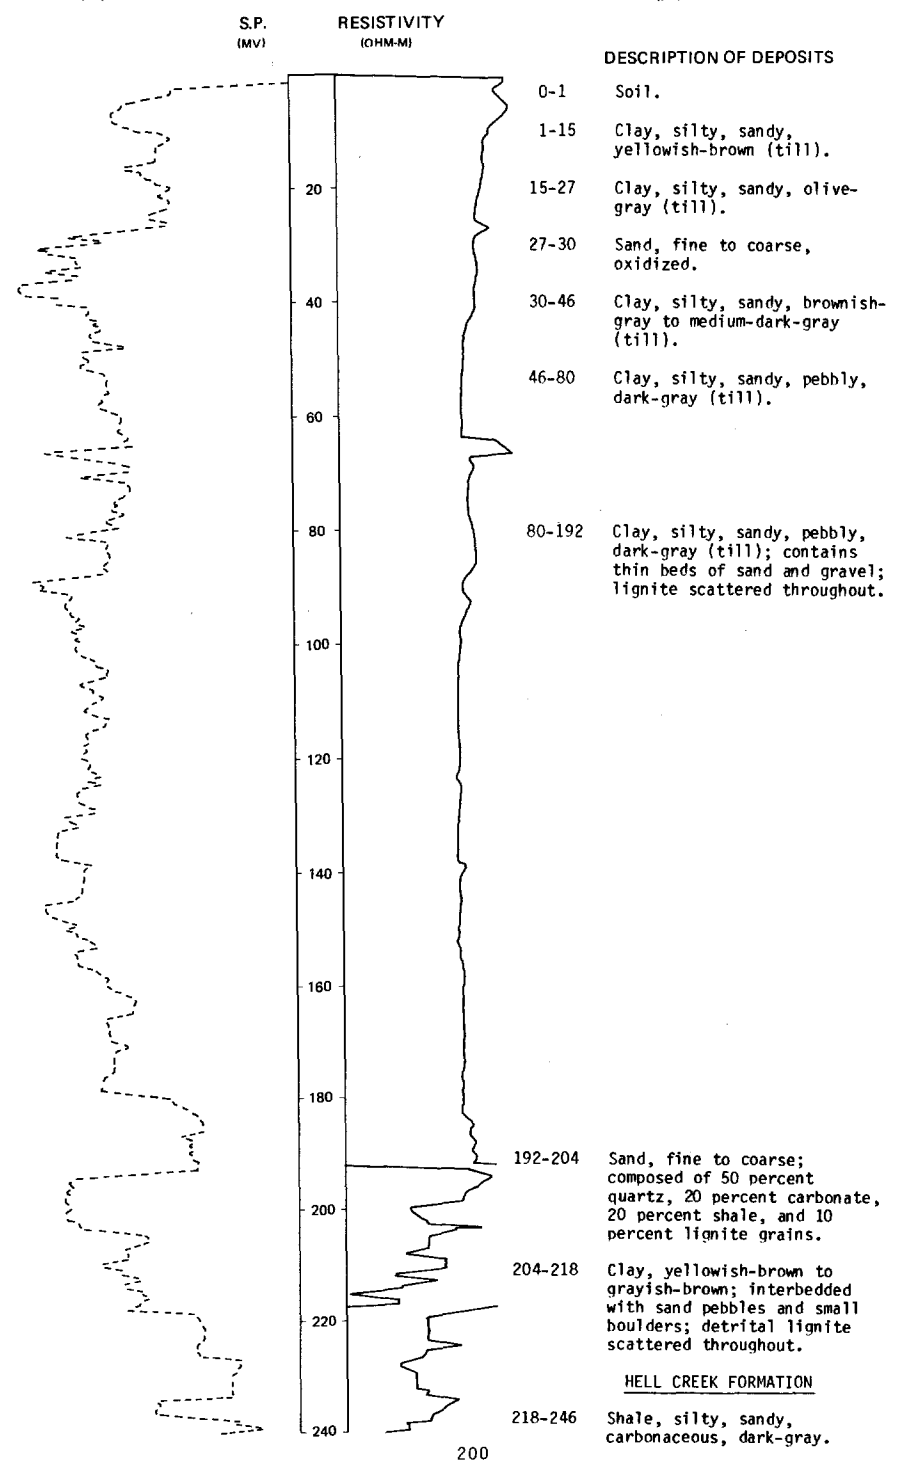 S.P.
(MV)
RESISTIVITY
(OHM-M)
DESCRIPTION OF DEPOSITS
0-1 Soil.
1-15 Clay, silty, sandy,
yellowish-brown (till).
20
15-27 Clay, silty, sandy, olive-
gray (till).
27-30 Sand, fine to coarse,
oxidized.
40
30-46 Clay, silty, sandy, brownish-
gray to medium-dark-gray
(till).
46-80 Clay, silty, sandy, pebbly,
dark-gray (till).
60
80
80-192 Clay, silty, sandy, pebbly,
dark-gray (till); contains
thin beds of sand and gravel;
lignite scattered throughout.
100
120
140
160
180
192-204 Sand, fine to coarse;
composed of 50 percent
quartz, 20 percent carbonate,
20 percent shale, and 10
percent lignite grains.
200
204-218 Clay, yellowish-brown to
grayish-brown; interbedded
with sand pebbles and small
boulders; detrital lignite
scattered throughout.
220
HELL CREEK FORMATION
218-246 Shale, silty, sandy,
carbonaceous, dark-gray.
240
200